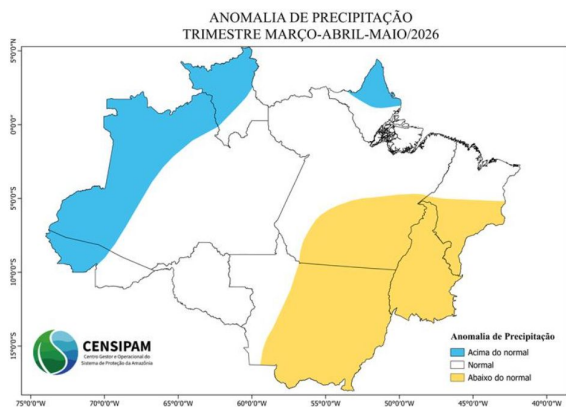 ANOMALIA DE PRECIPITAÇÃO
TRIMESTRE MARÇO-ABRIL-MAIO/2026
5°0'0"N
0°0'0"
5°0'0"S
10°0'0"S
15°0'0"S
CENSIPAM
Centro Gestor e Operacional do
Sistema de Proteção da Amazônia
Anomalia de Precipitação
Acima do normal
Normal
Abaixo do normal
75°0'0"W
70°0'0"W
65°0'0"W
60°0'0"W
55°0'0"W
50°0'0"W
45°0'0"W
40°0'0"W